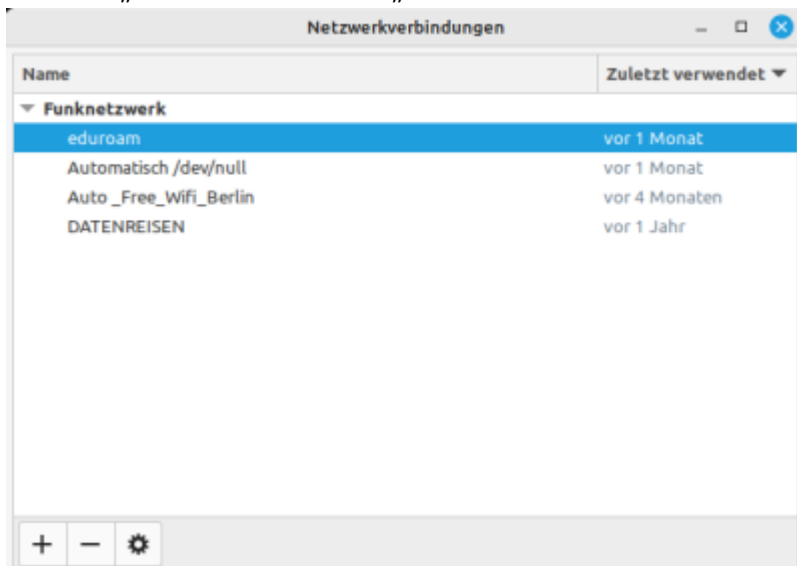 Netzwerkverbindungen
Name Zuletzt verwendet
Funknetzwerk
eduroam vor 1 Monat
Automatisch /dev/null vor 1 Monat
Auto _Free_Wifi_Berlin vor 4 Monaten
DATENREISEN vor 1 Jahr